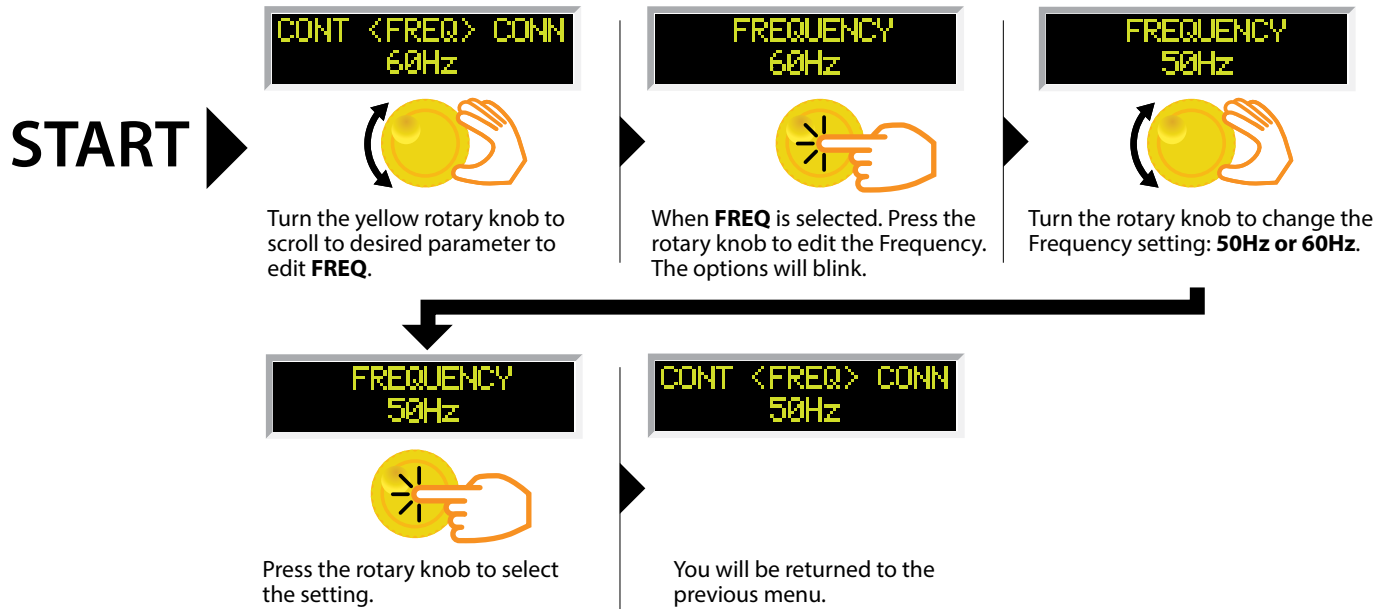 START
CONT <FREQ> CONN
60Hz
Turn the yellow rotary knob to
scroll to desired parameter to
edit FREQ.
FREQUENCY
60Hz
When FREQ is selected. Press the
rotary knob to edit the Frequency.
The options will blink.
FREQUENCY
50Hz
Turn the rotary knob to change the
Frequency setting: 50Hz or 60Hz.
FREQUENCY
50Hz
Press the rotary knob to select
the setting.
CONT <FREQ> CONN
50Hz
You will be returned to the
previous menu.